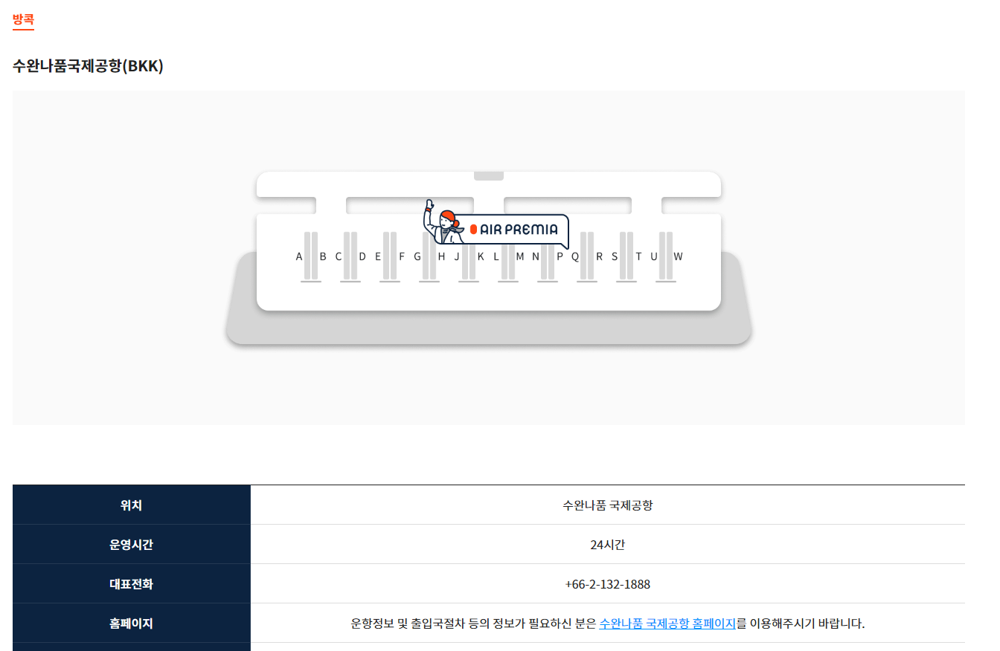 방콕
수완나품국제공항(BKK)
AIR PREMIA
A B C D E F G H J K L M N P Q R S T U W
위치 수완나품 국제공항
운영시간 24시간
대표전화 +66-2-132-1888
홈페이지 운항정보 및 출입국절차 등의 정보가 필요하신 분은 수완나품 국제공항 홈페이지를 이용해주시기 바랍니다.